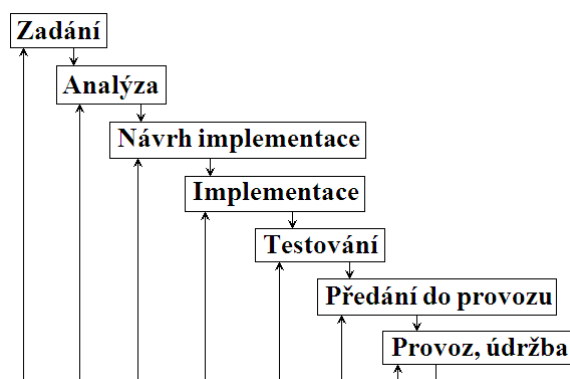 Zadání
Analýza
Návrh implementace
Implementace
Testování
Předání do provozu
Provoz, údržba